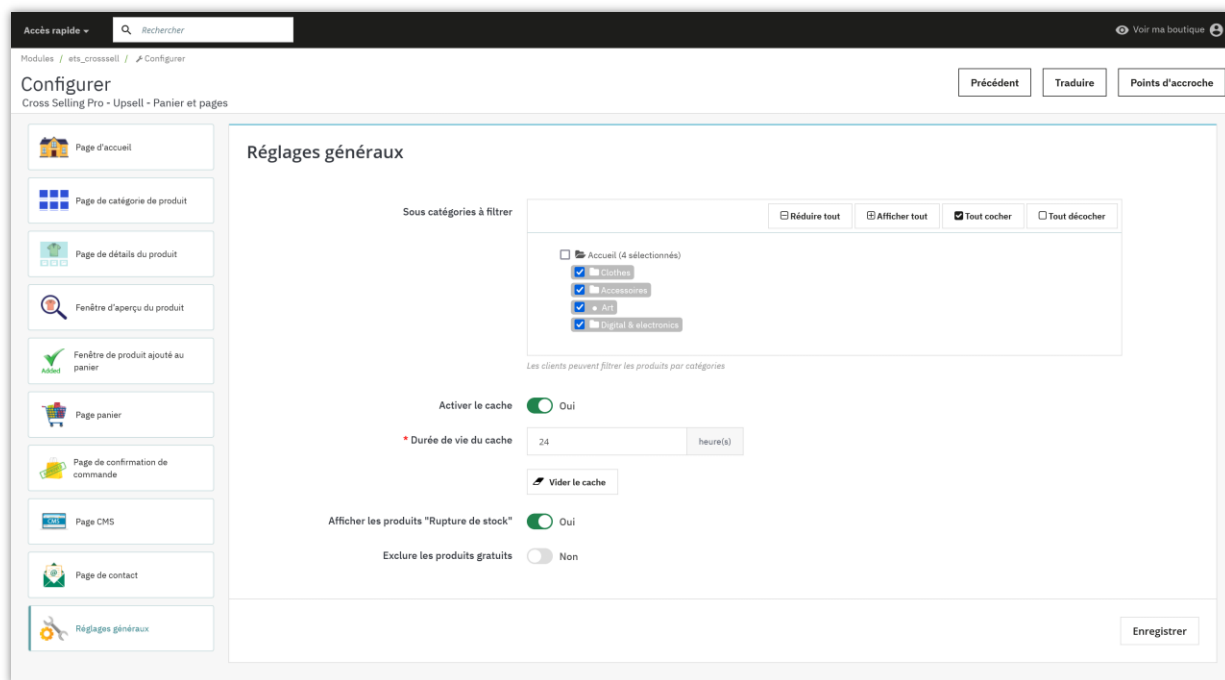 Accès rapide
Rechercher
Voir ma boutique
Modules / ets_crosssell / Configurer
Configurer
Cross Selling Pro - Upsell - Panier et pages
Précédent
Traduire
Points d'accroche
Page d'accueil
Page de catégorie de produit
Page de détails du produit
Fenêtre d'aperçu du produit
Added
Fenêtre de produit ajouté au
panier
Page panier
Page de confirmation de
commande
CMS
Page CMS
Page de contact
Réglages généraux
Réglages généraux
Sous catégories à filtrer
Réduire tout
Afficher tout
Tout cocher
Tout décocher
Accueil (4 sélectionnés)
Clothes
Accessoires
Art
Digital & electronics
Les clients peuvent filtrer les produits par catégories
Activer le cache
Oui
* Durée de vie du cache
24
heure(s)
Vider le cache
Afficher les produits "Rupture de stock"
Oui
Exclure les produits gratuits
Non
Enregistrer